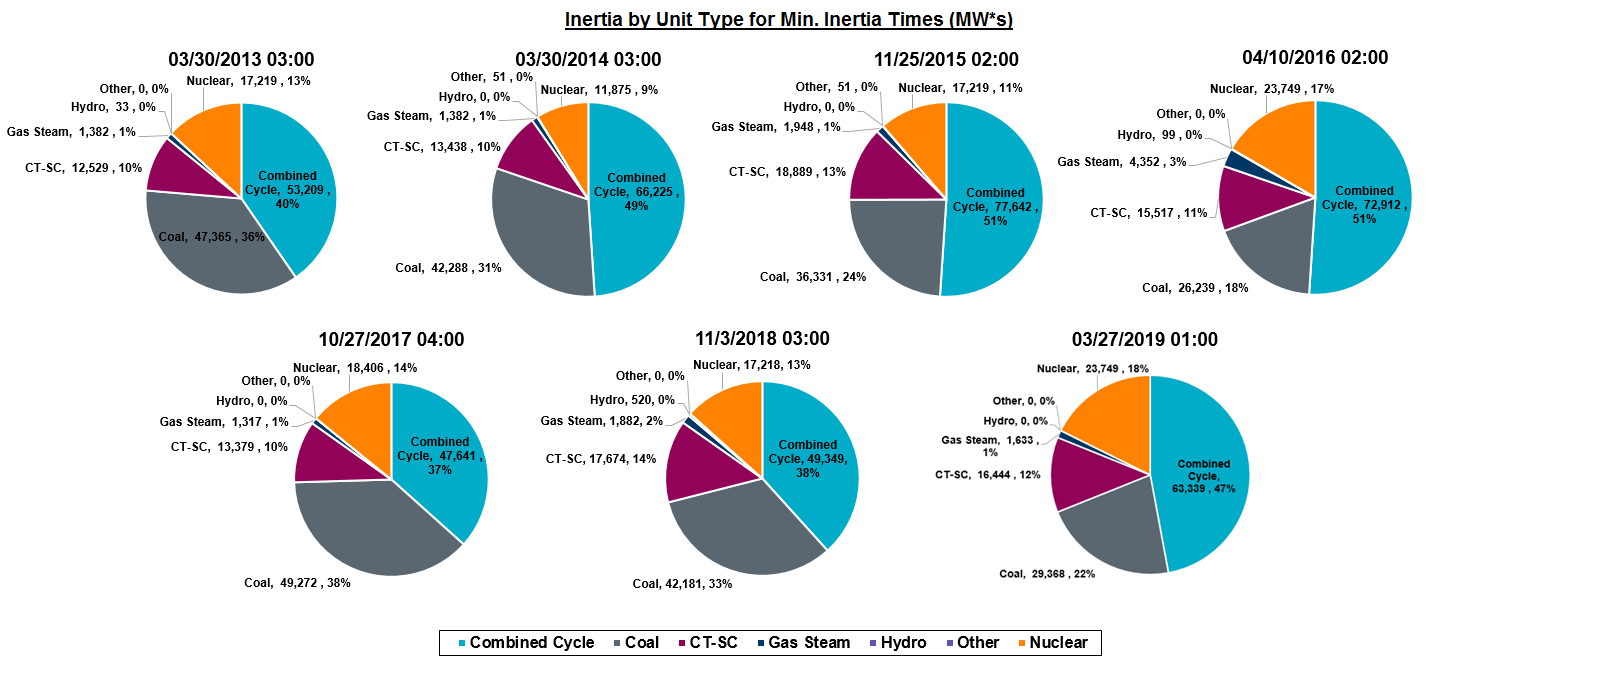 Inertia by Unit Type for Min. Inertia Times (MW*s)
03/30/2013 03:00
Nuclear, 17,219 , 13%
Other, 0, 0%
Hydro, 33 , 0%
Gas Steam, 1,382 , 1%
CT-SC, 12,529 , 10%
Combined
Cycle, 53,209 ,
40%
Coal, 47,365 , 36%
03/30/2014 03:00
Other, 51 , 0%
Nuclear, 11,875 , 9%
Hydro, 0, 0%
Gas Steam, 1,382 , 1%
CT-SC, 13,438 , 10%
Combined
Cycle, 66,225 ,
49%
Coal, 42,288 , 31%
11/25/2015 02:00
Other, 51 , 0%
Nuclear, 17,219 , 11%
Hydro, 0, 0%
Gas Steam, 1,948 , 1%
CT-SC, 18,889 , 13%
Combined
Cycle, 77,642 ,
51%
Coal, 36,331 , 24%
04/10/2016 02:00
Nuclear, 23,749 , 17%
Other, 0, 0%
Hydro, 99 , 0%
Gas Steam, 4,352 , 3%
CT-SC, 15,517 , 11%
Combined
Cycle, 72,912 ,
51%
Coal, 26,239 , 18%
10/27/2017 04:00
Nuclear, 18,406 , 14%
Other, 0, 0%
Hydro, 0, 0%
Gas Steam, 1,317 , 1%
CT-SC, 13,379 , 10%
Combined
Cycle, 47,641 ,
37%
Coal, 49,272 , 38%
11/3/2018 03:00
Nuclear, 17,218, 13%
Other, 0, 0%
Hydro, 520, 0%
Gas Steam, 1,882, 2%
CT-SC, 17,674, 14%
Combined
Cycle, 49,349,
38%
Coal, 42,181, 33%
03/27/2019 01:00
Nuclear, 23,749 , 18%
Other, 0, 0%
Hydro, 0, 0%
Gas Steam, 1,633 ,
1%
CT-SC, 16,444 , 12%
Combined
Cycle,
63,339 , 47%
Coal, 29,368 , 22%
Combined Cycle Coal CT-SC Gas Steam Hydro Other Nuclear